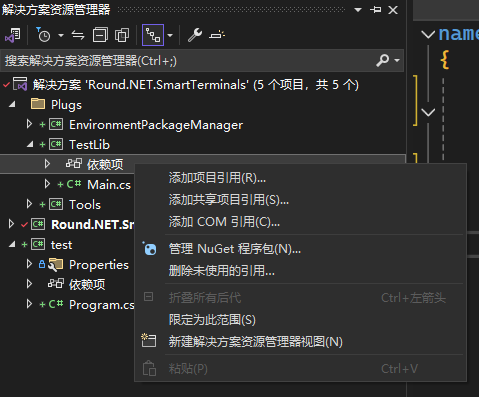 解决方案资源管理器
搜索解决方案资源管理器(Ctrl+;)
解决方案 'Round.NET.SmartTerminals' (5 个项目，共 5 个)
Plugs
C# EnvironmentPackageManager
C# TestLib
依赖项
C# Main.cs
C# Tools
C# Round.NET.Sm
C# test
Properties
依赖项
C# Program.cs
添加项目引用(R)...
添加共享项目引用(S)...
添加 COM 引用(C)...
管理 NuGet 程序包(N)...
删除未使用的引用...
折叠所有后代 Ctrl+左箭头
限定为此范围(S)
新建解决方案资源管理器视图(N)
粘贴(P) Ctrl+V
name
{